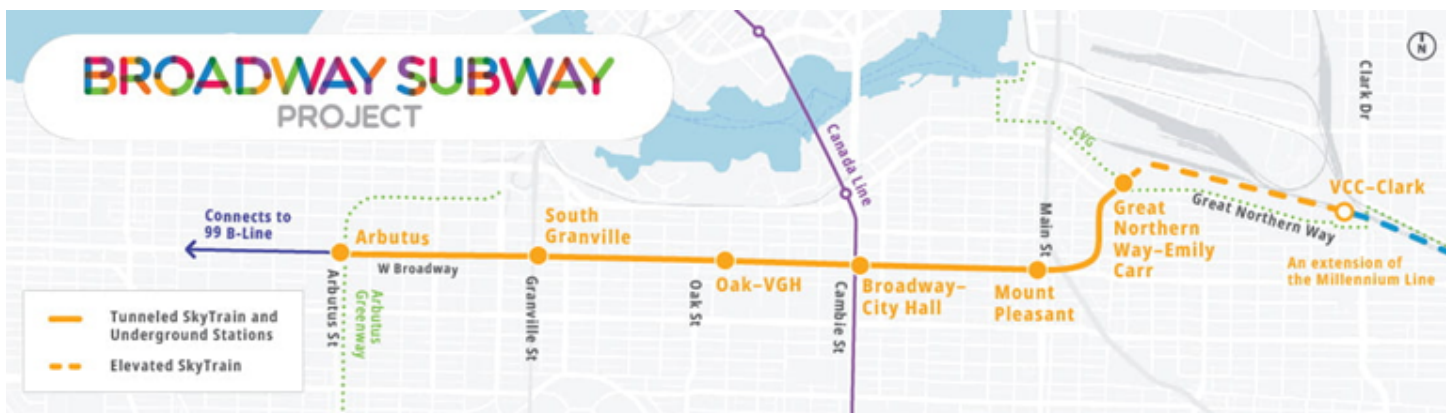 BROADWAY SUBWAY
PROJECT
N
Clark Dr
Canada Line
CVG
VCC–Clark
Great Northern Way
Connects to
99 B-Line
Arbutus
South
Granville
Great
Northern
Way–Emily
Carr
Main St
W Broadway
An extension of
the Millennium Line
Arbutus St
Arbutus
Greenway
Granville St
Oak St
Oak–VGH
Cambie St
Broadway–
City Hall
Mount
Pleasant
Tunneled SkyTrain and
Underground Stations
Elevated SkyTrain